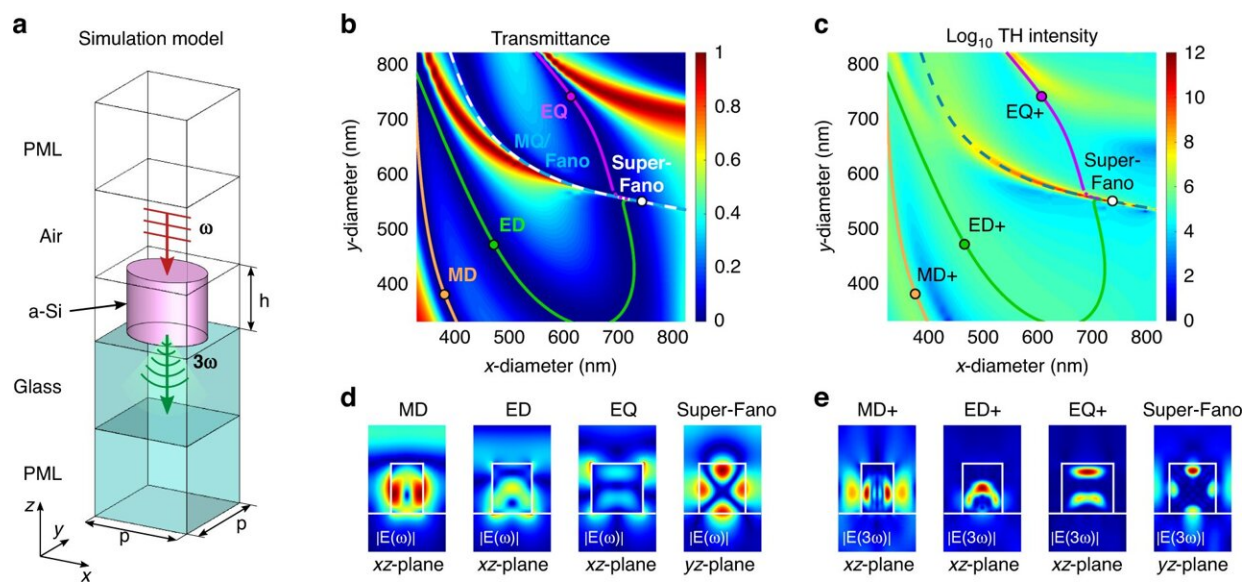 a
Simulation model
PML
Air
ω
a-Si
h
Glass
3ω
PML
z
y
x
p
p
b
Transmittance
800
700
600
500
400
y-diameter (nm)
400 500 600 700 800
x-diameter (nm)
EQ
MQ/
Fano
Super-
Fano
ED
MD
1
0.8
0.6
0.4
0.2
0
c
Log₁₀ TH intensity
800
700
600
500
400
y-diameter (nm)
400 500 600 700 800
x-diameter (nm)
EQ+
Super-
Fano
ED+
MD+
12
10
8
6
4
2
0
d
MD ED EQ Super-Fano
|E(ω)| |E(ω)| |E(ω)| |E(ω)|
xz-plane xz-plane xz-plane yz-plane
e
MD+ ED+ EQ+ Super-Fano
|E(3ω)| |E(3ω)| |E(3ω)| |E(3ω)|
xz-plane xz-plane xz-plane yz-plane